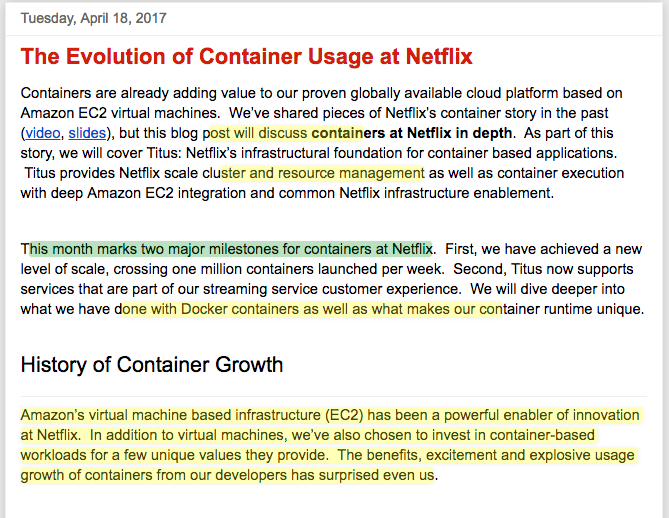 Tuesday, April 18, 2017
The Evolution of Container Usage at Netflix
Containers are already adding value to our proven globally available cloud platform based on
Amazon EC2 virtual machines.  We've shared pieces of Netflix's container story in the past
(video, slides), but this blog post will discuss containers at Netflix in depth.  As part of this
story, we will cover Titus: Netflix's infrastructural foundation for container based applications.
Titus provides Netflix scale cluster and resource management as well as container execution
with deep Amazon EC2 integration and common Netflix infrastructure enablement.
This month marks two major milestones for containers at Netflix.  First, we have achieved a new
level of scale, crossing one million containers launched per week.  Second, Titus now supports
services that are part of our streaming service customer experience.  We will dive deeper into
what we have done with Docker containers as well as what makes our container runtime unique.
History of Container Growth
Amazon's virtual machine based infrastructure (EC2) has been a powerful enabler of innovation
at Netflix.  In addition to virtual machines, we've also chosen to invest in container-based
workloads for a few unique values they provide.  The benefits, excitement and explosive usage
growth of containers from our developers has surprised even us.